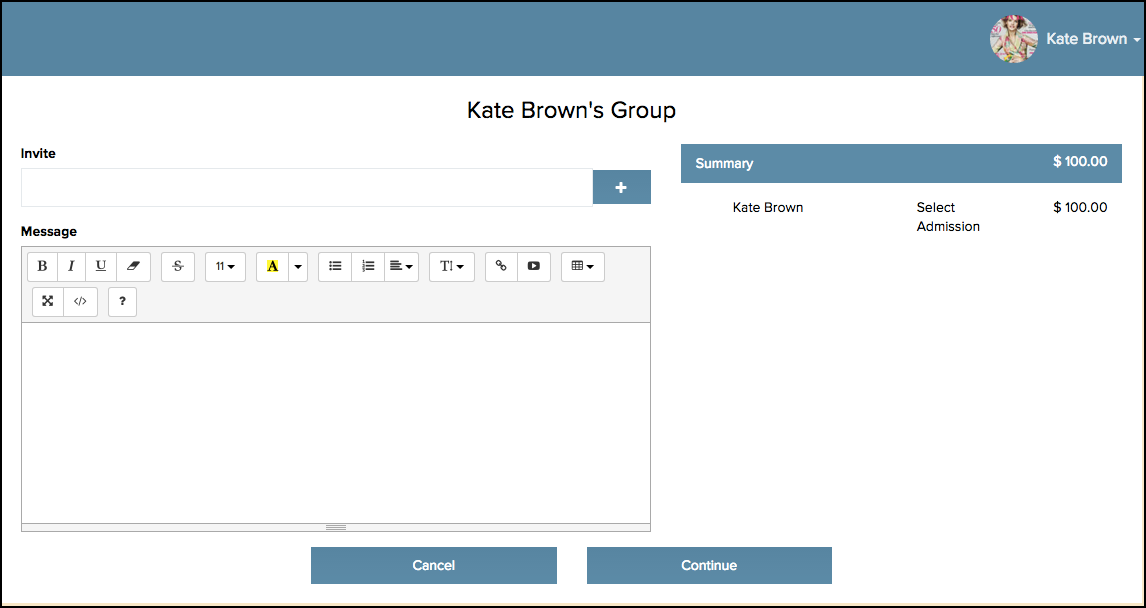 Kate Brown
Kate Brown's Group
Invite
+
Summary $ 100.00
Kate Brown Select $ 100.00
Admission
Message
B I U S 11 A T! 
</> ?
Cancel Continue